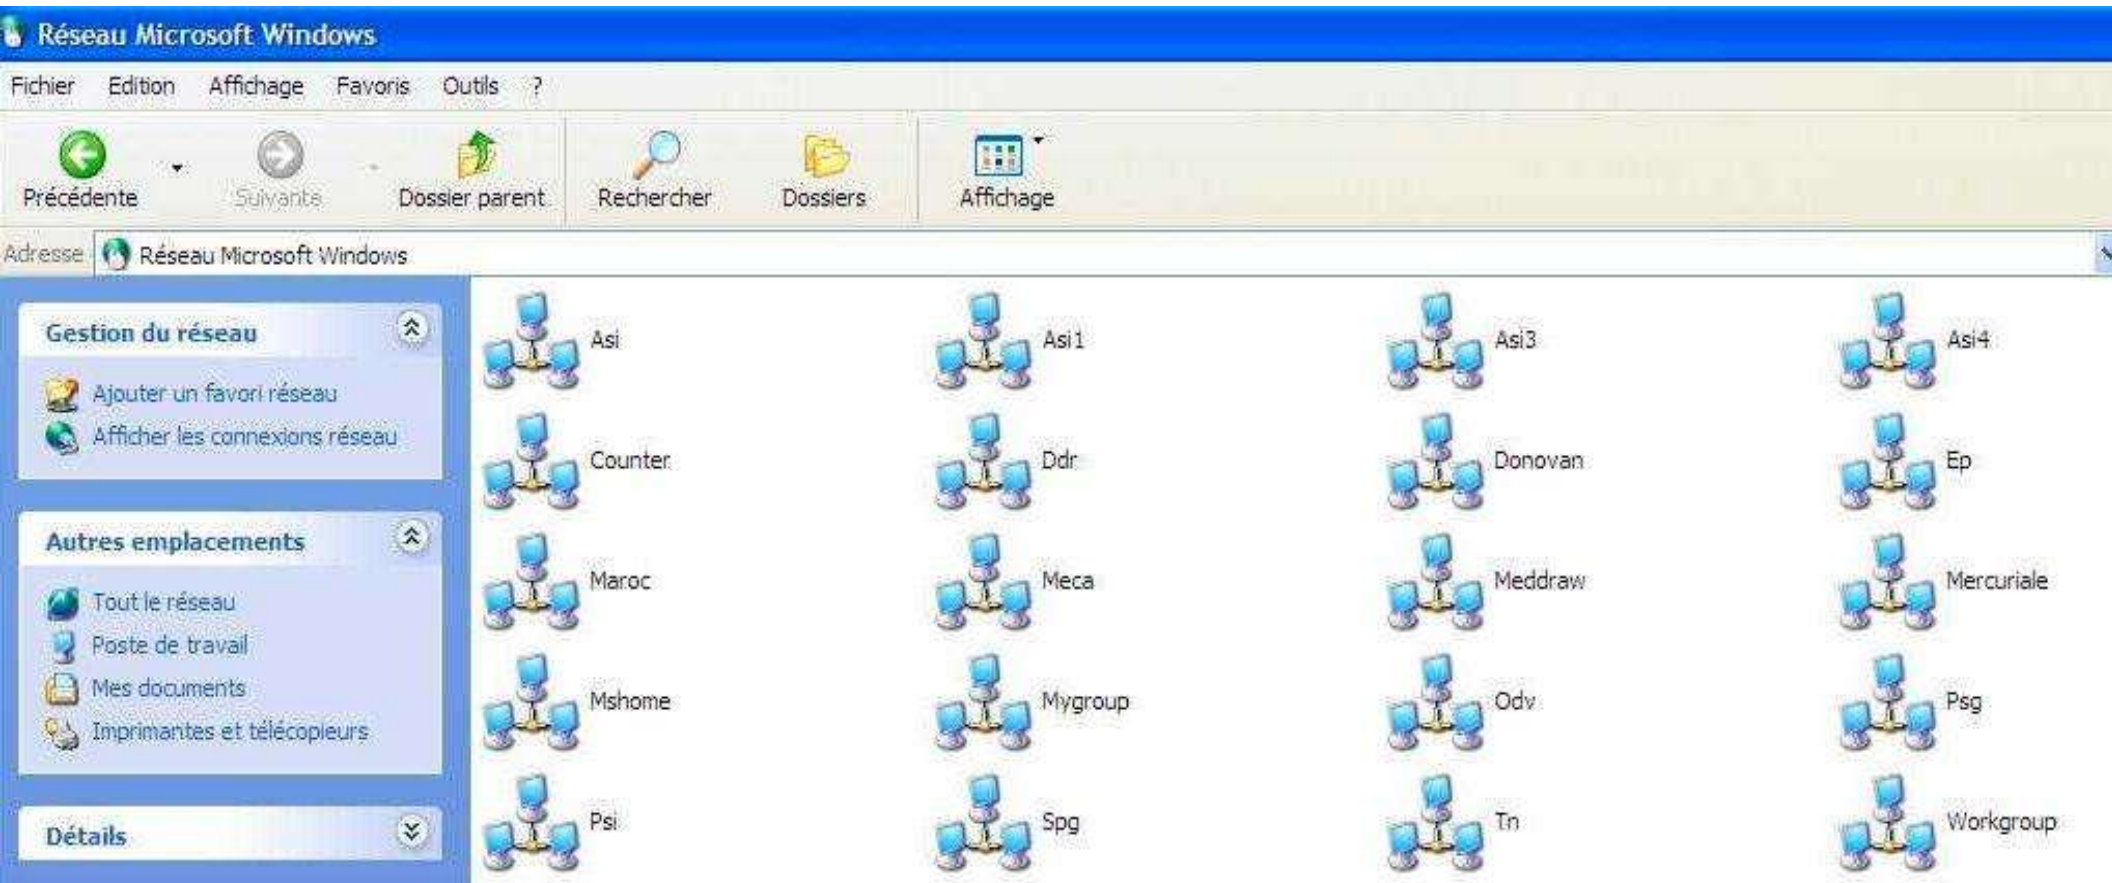 Réseau Microsoft Windows
Fichier Edition Affichage Favoris Outils ?
Précédente Suivante Dossier parent Rechercher Dossiers Affichage
Adresse Réseau Microsoft Windows
Gestion du réseau
Ajouter un favori réseau
Afficher les connexions réseau
Autres emplacements
Tout le réseau
Poste de travail
Mes documents
Imprimantes et télécopieurs
Détails
Asi Asi1 Asi3 Asi4
Counter Ddr Donovan Ep
Maroc Meca Meddraw Mercuriale
Mshome Mygroup Odv Psg
Psi Spg Tn Workgroup